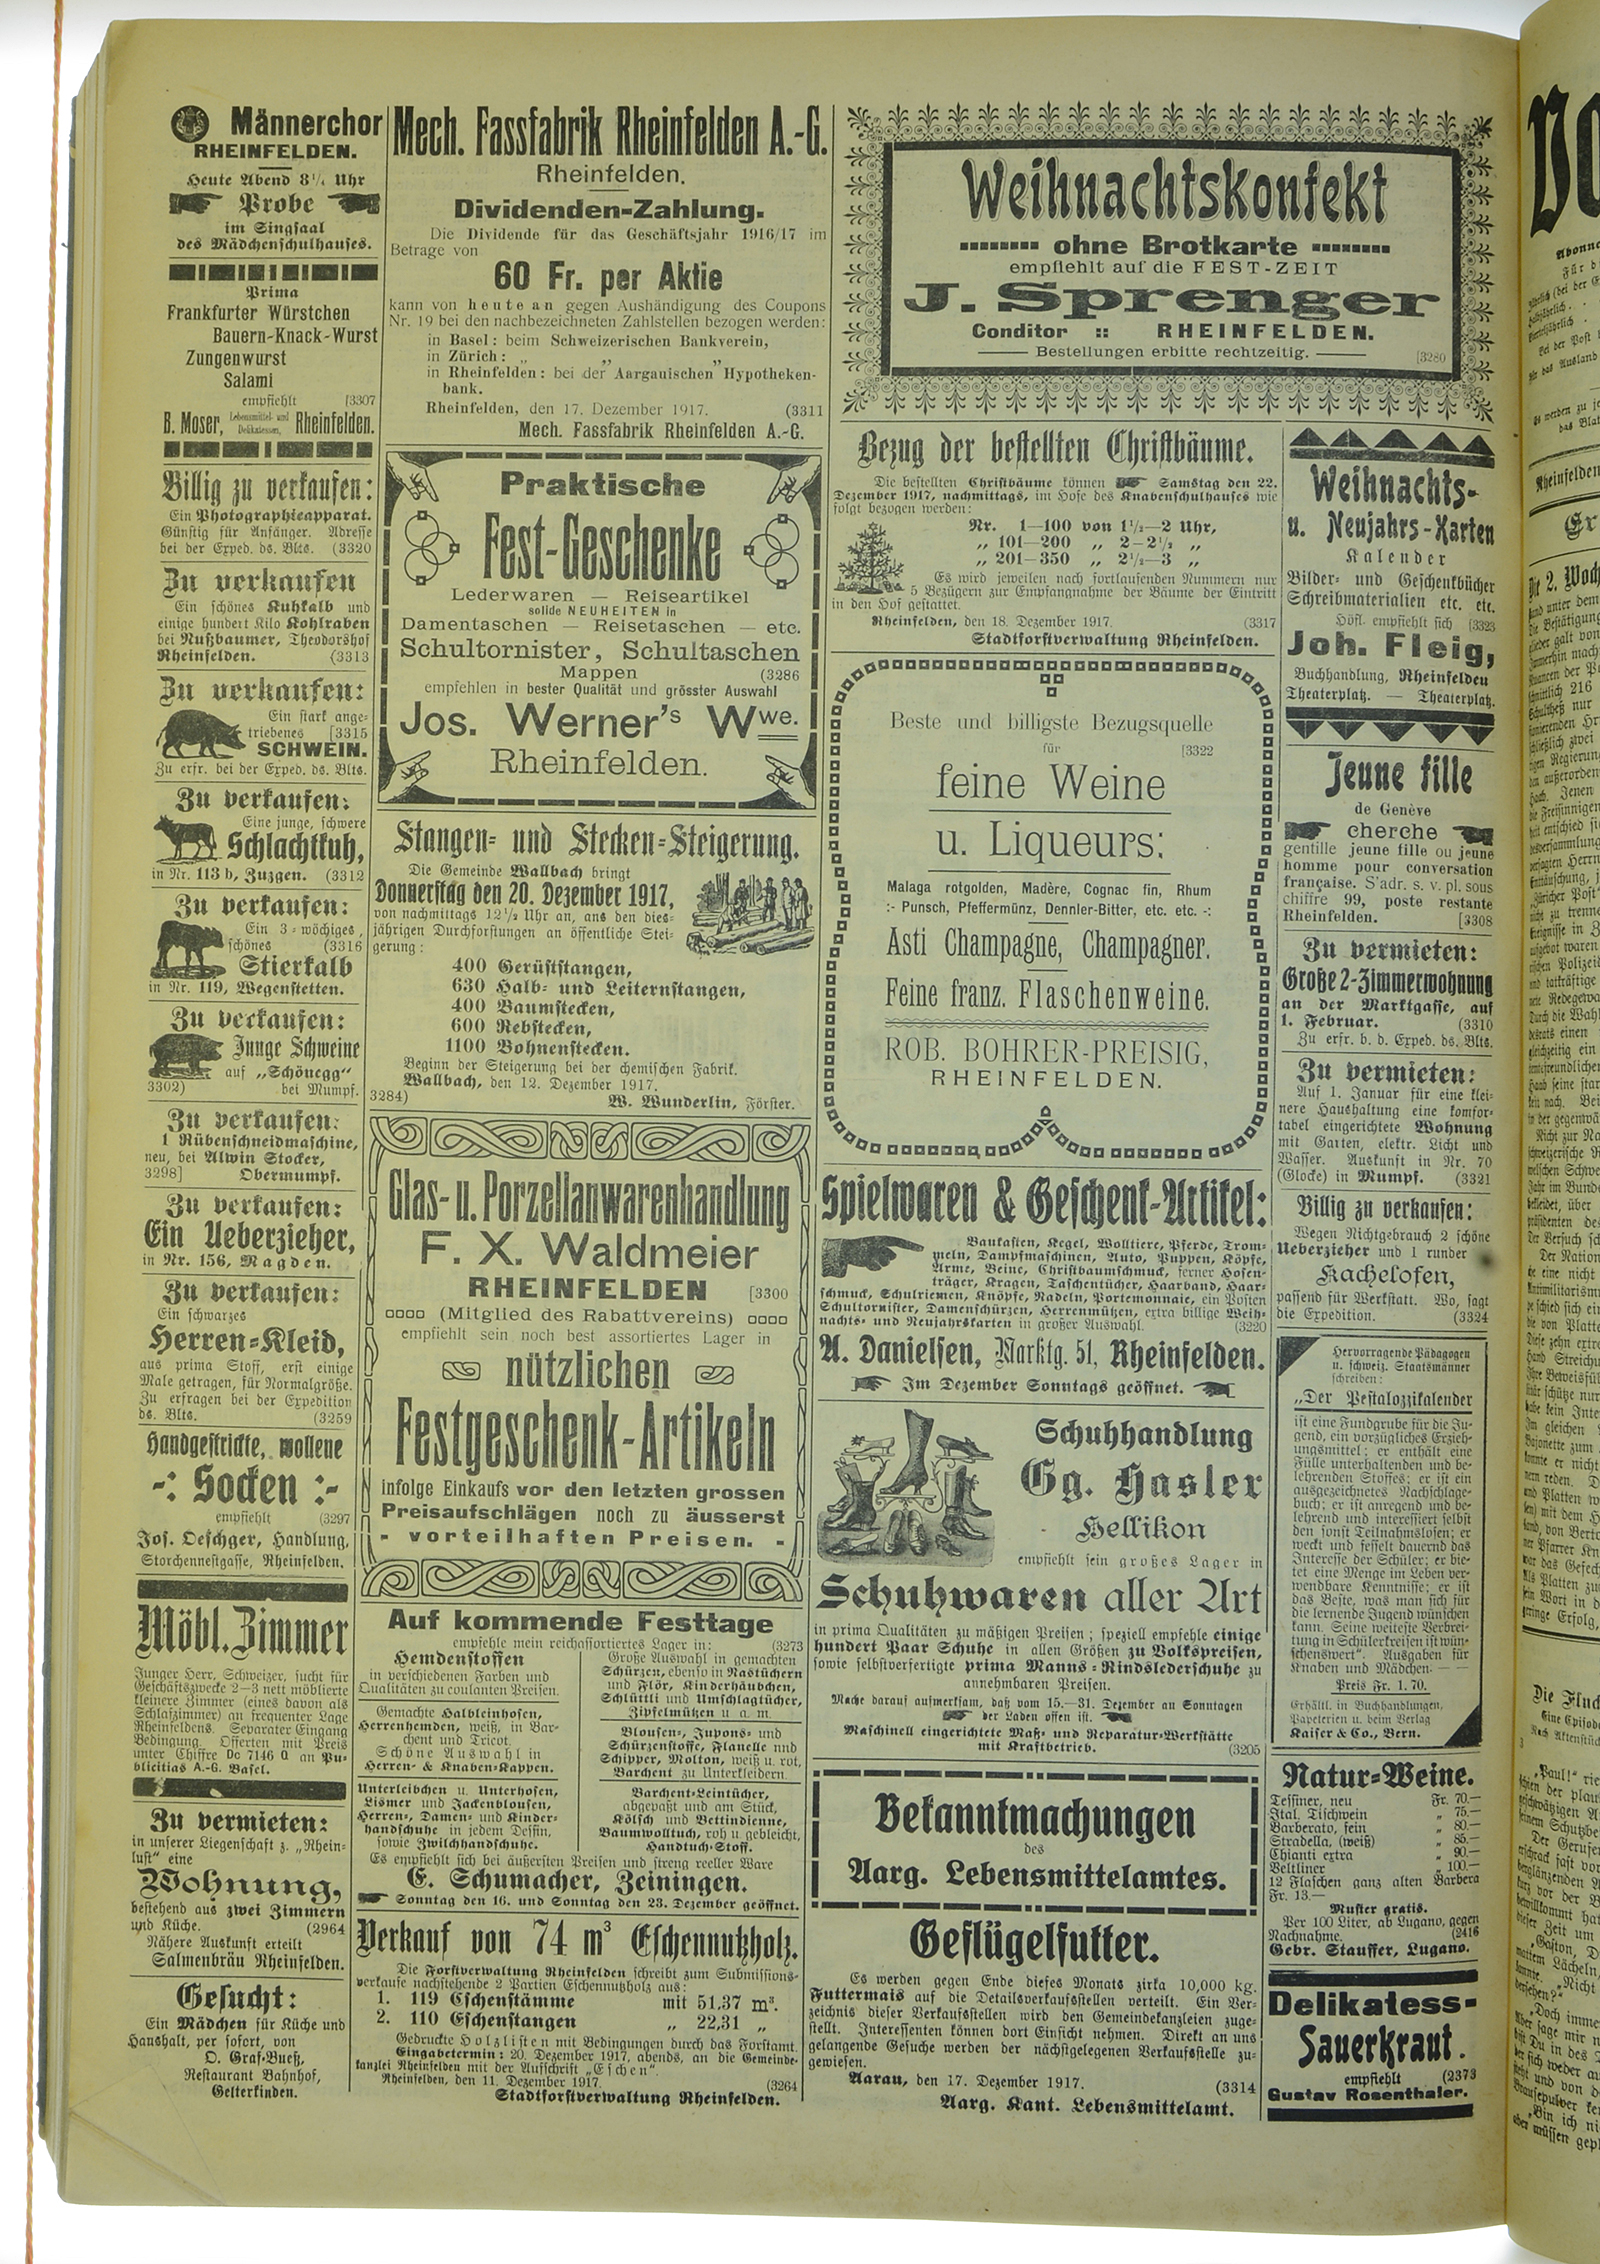 Männerchor
RHEINFELDEN.
Heute Abend 8¼ Uhr
Probe
im Singsaal
des Mädchenschulhauses.
Prima
Frankfurter Würstchen
Bauern-Knack-Wurst
Zungenwurst
Salami
empfiehlt [3307
B. Moser, Lebensmittel- und Delikatessen, Rheinfelden.
Billig zu verkaufen:
Ein Photographieapparat.
Günstig für Anfänger. Adresse
bei der Exped. ds. Blts. (3320
Zu verkaufen
Ein schönes Kuhkalb und
einige hundert Kilo Kohlraben
bei Nußbaumer, Theodorshof
Rheinfelden. (3313
Zu verkaufen:
Ein stark ange-
triebenes [3315
SCHWEIN.
Zu erfr. bei der Exped. ds. Blts.
Zu verkaufen:
Eine junge, schwere
Schlachtkuh,
in Nr. 113 b, Zuzgen. (3312
Zu verkaufen:
Ein 3=wöchiges,
schönes (3316
Stierkalb
in Nr. 119, Wegenstetten.
Zu verkaufen:
Junge Schweine
auf „Schönegg"
3302) bei Mumpf.
Zu verkaufen:
1 Rübenschneidmaschine,
neu, bei Alwin Stocker,
3298] Obermumpf.
Zu verkaufen:
Ein Ueberzieher,
in Nr. 156, Magden.
Zu verkaufen:
Ein schwarzes
Herren=Kleid,
aus prima Stoff, erst einige
Male getragen, für Normalgröße.
Zu erfragen bei der Expedition
ds. Blts. (3259
Handgestrickte, wollene
-: Socken :-
empfiehlt (3297
Jos. Oeschger, Handlung,
Storchennestgasse, Rheinfelden.
Möbl. Zimmer
Junger Herr, Schweizer, sucht für
Geschäftszwecke 2—3 nett möblierte
kleinere Zimmer (eines davon als
Schlafzimmer) an frequenter Lage
Rheinfeldens. Separater Eingang
Bedingung. Offerten mit Preis
unter Chiffre Dc 7146 Q an Pu-
blicitias A.-G. Basel.
Zu vermieten:
in unserer Liegenschaft z. „Rhein-
lust" eine
Wohnung,
bestehend aus zwei Zimmern
und Küche. (2964
Nähere Auskunft erteilt
Salmenbräu Rheinfelden.
Gesucht:
Ein Mädchen für Küche und
Haushalt, per sofort, von
O. Graf-Bueß,
Restaurant Bahnhof,
Gelterkinden.
Mech. Fassfabrik Rheinfelden A.-G.
Rheinfelden.
Dividenden-Zahlung.
Die Dividende für das Geschäftsjahr 1916/17 im
Betrage von
60 Fr. per Aktie
kann von heute an gegen Aushändigung des Coupons
Nr. 19 bei den nachbezeichneten Zahlstellen bezogen werden:
in Basel: beim Schweizerischen Bankverein,
in Zürich: „ „ „
in Rheinfelden: bei der Aargauischen Hypotheken-
bank.
Rheinfelden, den 17. Dezember 1917. (3311
Mech. Fassfabrik Rheinfelden A.-G.
Praktische
Fest-Geschenke
Lederwaren — Reiseartikel
solide NEUHEITEN in
Damentaschen — Reisetaschen — etc.
Schultornister, Schultaschen
Mappen (3286
empfehlen in bester Qualität und grösster Auswahl
Jos. Werner's Wwe.
Rheinfelden.
Stangen= und Stecken=Steigerung.
Die Gemeinde Wallbach bringt
Donnerstag den 20. Dezember 1917,
von nachmittags 12½ Uhr an, aus den dies-
jährigen Durchforstungen an öffentliche Stei-
gerung:
400 Gerüststangen,
630 Halb- und Leiternstangen,
400 Baumstecken,
600 Rebstecken,
1100 Bohnenstecken.
Beginn der Steigerung bei der chemischen Fabrik.
Wallbach, den 12. Dezember 1917.
3284) W. Wunderlin, Förster.
Glas- u. Porzellanwarenhandlung
F. X. Waldmeier
RHEINFELDEN [3300
(Mitglied des Rabattvereins)
empfiehlt sein noch best assortiertes Lager in
nützlichen
Festgeschenk-Artikeln
infolge Einkaufs vor den letzten grossen
Preisaufschlägen noch zu äusserst
- vorteilhaften Preisen. -
Auf kommende Festtage
empfehle mein reichassortiertes Lager in: (3273
Hemdenstoffen
in verschiedenen Farben und
Qualitäten zu coulanten Preisen.
Gemachte Halbleinhosen,
Herrenhemden, weiß, in Bar-
chent und Tricot.
Schöne Auswahl in
Herren- & Knaben-Kappen.
Unterleibchen u. Unterhosen,
Lismer und Jackenblousen,
Herren-, Damen- und Kinder-
handschuhe in jedem Dessin,
sowie Zwilchhandschuhe.
Große Auswahl in gemachten
Schürzen, ebenso in Nastüchern
und Flör, Kinderhäubchen,
Schlüttli und Umschlagtücher,
Zipfelmützen u. a. m.
Blousen-, Jupons- und
Schürzenstoffe, Flanelle und
Schipper, Molton, weiß u. rot,
Barchent zu Unterkleidern.
Barchent-Leintücher,
abgepaßt und am Stück,
Kölsch und Bettindienne,
Baumwolltuch, roh u. gebleicht,
Handtuch-Stoff.
Es empfiehlt sich bei äußersten Preisen und streng reeller Ware
E. Schumacher, Zeiningen.
Sonntag den 16. und Sonntag den 23. Dezember geöffnet.
Verkauf von 74 m³ Eschennutzholz.
Die Forstverwaltung Rheinfelden schreibt zum Submissions-
verkaufe nachstehende 2 Partien Eschennutzholz aus:
1. 119 Eschenstämme mit 51,37 m³.
2. 110 Eschenstangen „ 22,31 „
Gedruckte Holzlisten mit Bedingungen durch das Forstamt.
Eingabetermin: 20. Dezember 1917, abends, an die Gemeinde-
kanzlei Rheinfelden mit der Aufschrift „Eschen".
Rheinfelden, den 11. Dezember 1917. (3264
Stadtforstverwaltung Rheinfelden.
Weihnachtskonfekt
ohne Brotkarte
empfiehlt auf die FEST-ZEIT
J. Sprenger
Conditor :: RHEINFELDEN.
Bestellungen erbitte rechtzeitig. [3280
Bezug der bestellten Christbäume.
Die bestellten Christbäume können Samstag den 22.
Dezember 1917, nachmittags, im Hofe des Knabenschulhauses wie
folgt bezogen werden:
Nr. 1—100 von 1½—2 Uhr,
„ 101—200 „ 2—2½ „
„ 201—350 „ 2½—3 „
Es wird jeweilen nach fortlaufenden Nummern nur
5 Bezügern zur Empfangnahme der Bäume der Eintritt
in den Hof gestattet.
Rheinfelden, den 18. Dezember 1917. (3317
Stadtforstverwaltung Rheinfelden.
Beste und billigste Bezugsquelle
für [3322
feine Weine
u. Liqueurs:
Malaga rotgolden, Madère, Cognac fin, Rhum
:- Punsch, Pfeffermünz, Dennler-Bitter, etc. etc. -:
Asti Champagne, Champagner.
Feine franz. Flaschenweine.
ROB. BOHRER-PREISIG,
RHEINFELDEN.
Spielwaren & Geschenk-Artikel:
Baukasten, Kegel, Wolltiere, Pferde, Trom-
meln, Dampfmaschinen, Auto, Puppen, Köpfe,
Arme, Beine, Christbaumschmuck, ferner Hosen-
träger, Kragen, Taschentücher, Haarband, Haar-
schmuck, Schulriemen, Knöpfe, Nadeln, Portemonnaie, ein Posten
Schultornister, Damenschürzen, Herrenmützen, extra billige Weih-
nachts- und Neujahrskarten in großer Auswahl. (3220
A. Danielsen, Marktg. 51, Rheinfelden.
Im Dezember Sonntags geöffnet.
Schuhhandlung
Gg. Hasler
Hellikon
empfiehlt sein großes Lager in
Schuhwaren aller Art
in prima Qualitäten zu mäßigen Preisen; speziell empfehle einige
hundert Paar Schuhe in allen Größen zu Volkspreisen,
sowie selbstverfertigte prima Manns-Rindslederschuhe zu
annehmbaren Preisen.
Mache darauf aufmerksam, daß vom 15.—31. Dezember an Sonntagen
der Laden offen ist.
Maschinell eingerichtete Maß- und Reparatur-Werkstätte
mit Kraftbetrieb. (3205
Bekanntmachungen
des
Aarg. Lebensmittelamtes.
Geflügelfutter.
Es werden gegen Ende dieses Monats zirka 10,000 kg.
Futtermais auf die Detailsverkaufsstellen verteilt. Ein Ver-
zeichnis dieser Verkaufsstellen wird den Gemeindekanzleien zuge-
stellt. Interessenten können dort Einsicht nehmen. Direkt an uns
gelangende Gesuche werden der nächstgelegenen Verkaufsstelle zu-
gewiesen.
Aarau, den 17. Dezember 1917. (3314
Aarg. Kant. Lebensmittelamt.
Weihnachts-
u. Neujahrs-Karten
Kalender
Bilder- und Geschenkbücher
Schreibmaterialien etc. etc.
Höfl. empfiehlt sich [3323
Joh. Fleig,
Buchhandlung, Rheinfelden
Theaterplatz. — Theaterplatz.
Jeune fille
de Genève
cherche
gentille jeune fille ou jeune
homme pour conversation
française. S'adr. s. v. pl. sous
chiffre 99, poste restante
Rheinfelden. [3308
Zu vermieten:
Große 2-Zimmerwohnung
an der Marktgasse, auf
1. Februar. (3310
Zu erfr. b. d. Exped. ds. Blts.
Zu vermieten:
Auf 1. Januar für eine klei-
nere Haushaltung eine komfor-
tabel eingerichtete Wohnung
mit Garten, elektr. Licht und
Wasser. Auskunft in Nr. 70
(Glocke) in Mumpf. (3321
Billig zu verkaufen:
Wegen Nichtgebrauch 2 schöne
Ueberzieher und 1 runder
Kachelofen,
passend für Werkstatt. Wo, sagt
die Expedition. (3324
Hervorragende Pädagogen
u. schweiz. Staatsmänner
schreiben:
„Der Pestalozzikalender
ist eine Fundgrube für die Ju-
gend, ein vorzügliches Erzieh-
ungsmittel; er enthält eine
Fülle unterhaltenden und be-
lehrenden Stoffes; er ist ein
ausgezeichnetes Nachschlage-
buch; er ist anregend und be-
lehrend und interessiert selbst
den sonst Teilnahmslosen; er
weckt und fesselt dauernd das
Interesse der Schüler; er bie-
tet eine Menge im Leben ver-
wendbare Kenntnisse; er ist
das Beste, was man sich für
die lernende Jugend wünschen
kann. Seine weiteste Verbrei-
tung in Schülerkreisen ist wün-
schenswert". Ausgaben für
Knaben und Mädchen. — —
Preis Fr. 1.70.
Erhältl. in Buchhandlungen,
Papeterien u. beim Verlag
Kaiser & Co., Bern.
Natur=Weine.
Tessiner, neu Fr. 70.—
Ital. Tischwein „ 75.—
Barberato, fein „ 80.—
Stradella, (weiß) „ 85.—
Chianti extra „ 90.—
Veltliner „ 100.—
12 Flaschen ganz alten Barbera
Fr. 13.—
Muster gratis.
Per 100 Liter, ab Lugano, gegen
Nachnahme. (2416
Gebr. Stauffer, Lugano.
Delikatess-
Sauerkraut.
empfiehlt (2373
Gustav Rosenthaler.